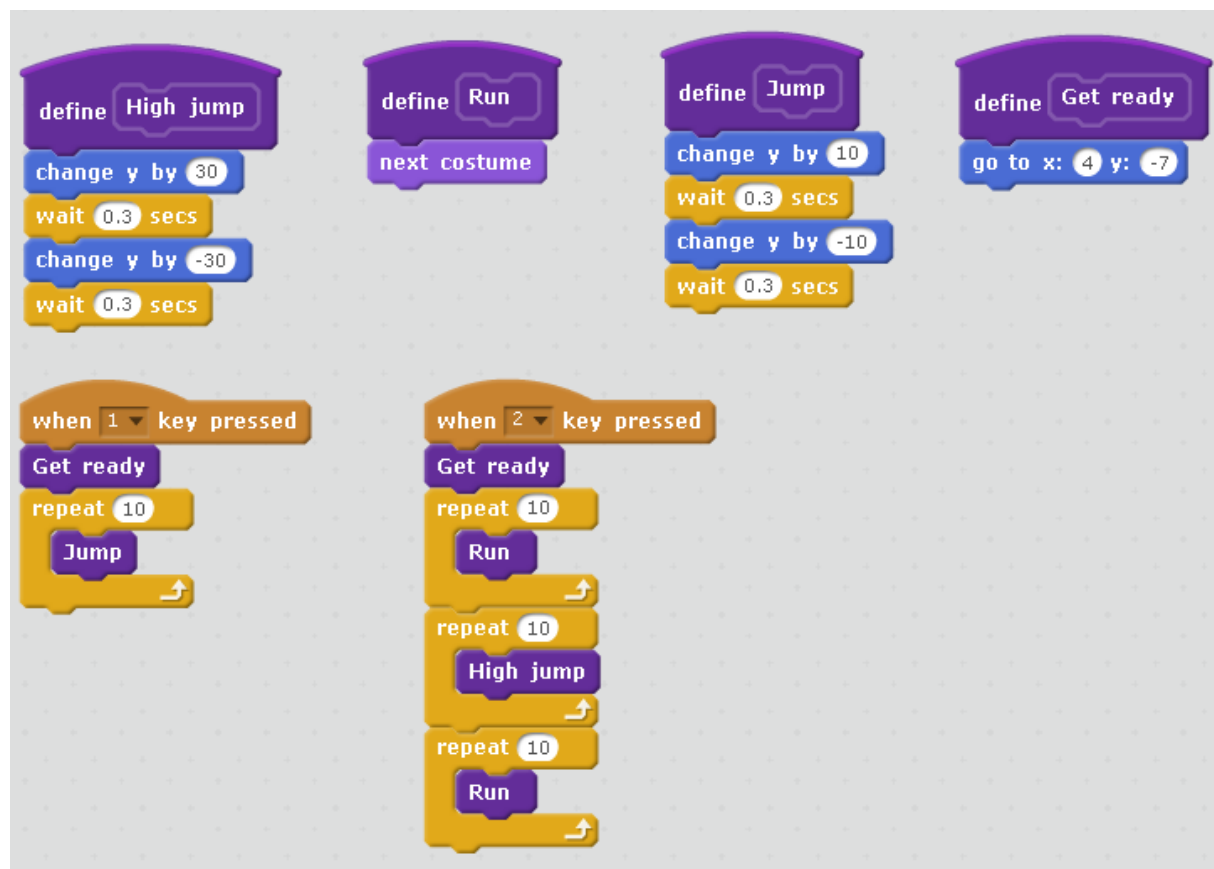 define High jump
change y by 30
wait 0.3 secs
change y by -30
wait 0.3 secs
define Run
next costume
define Jump
change y by 10
wait 0.3 secs
change y by -10
wait 0.3 secs
define Get ready
go to x: 4 y: -7
when 1 key pressed
Get ready
repeat 10
Jump
when 2 key pressed
Get ready
repeat 10
Run
repeat 10
High jump
repeat 10
Run